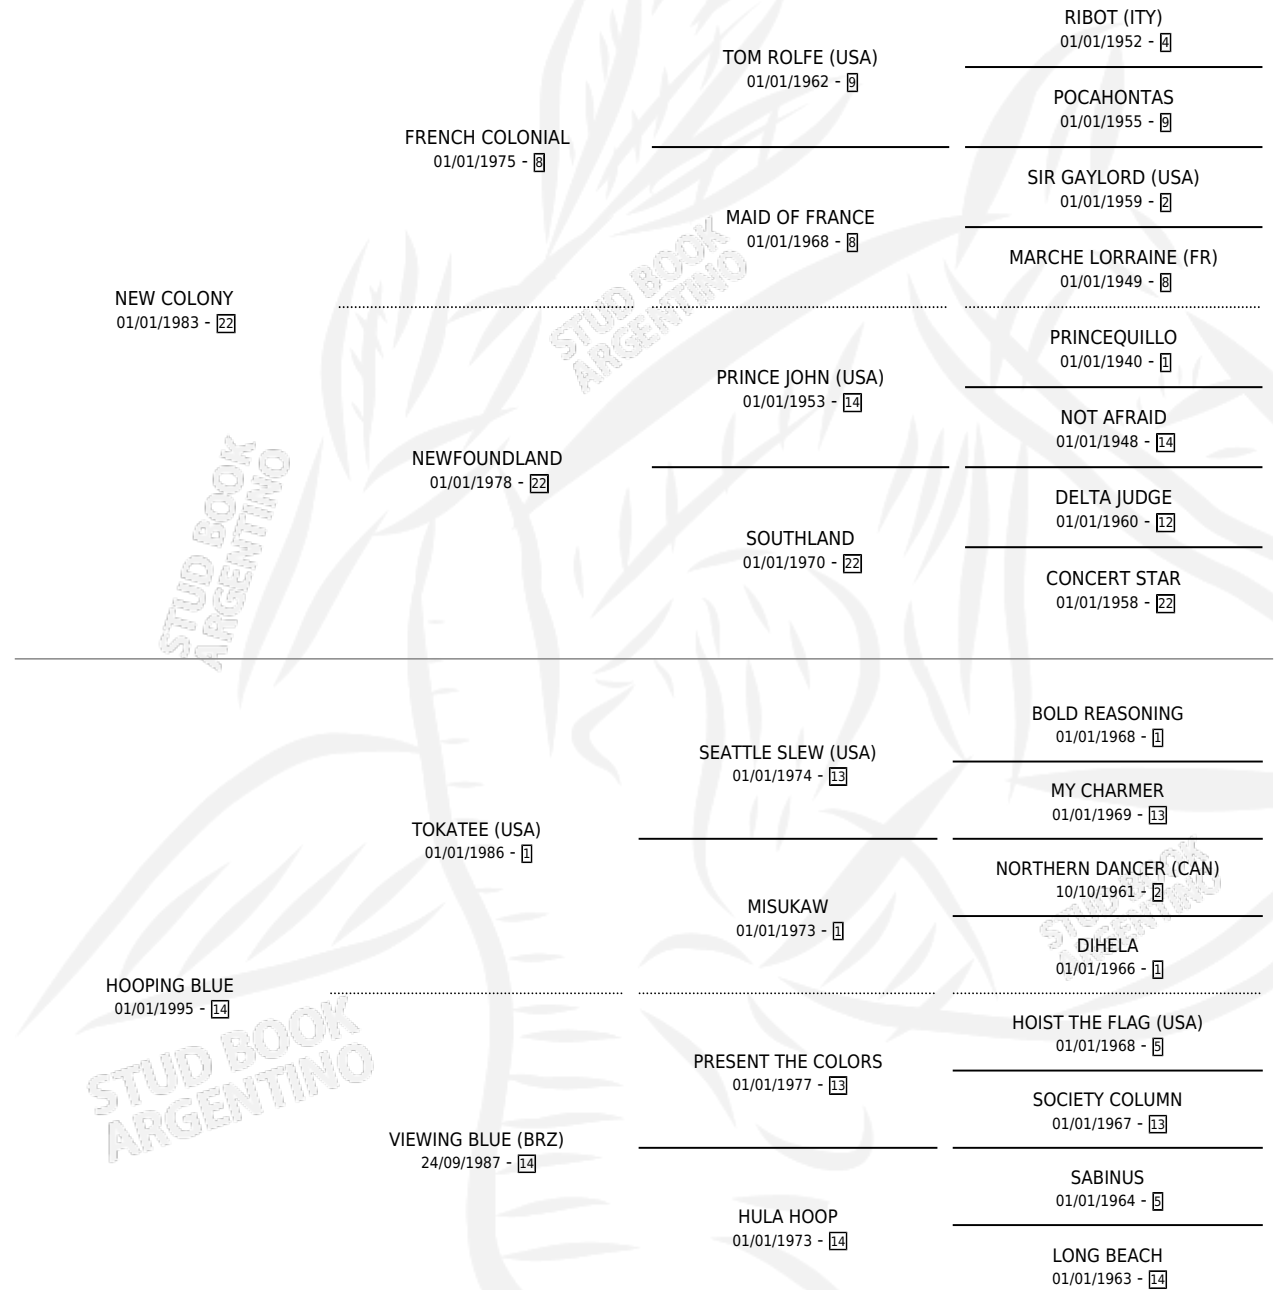 RIBOT (ITY)
01/01/1952 - 4
TOM ROLFE (USA)
01/01/1962 - 9
POCAHONTAS
01/01/1955 - 9
FRENCH COLONIAL
01/01/1975 - 8
SIR GAYLORD (USA)
01/01/1959 - 2
MAID OF FRANCE
01/01/1968 - 8
MARCHE LORRAINE (FR)
01/01/1949 - 8
NEW COLONY
01/01/1983 - 22
PRINCEQUILLO
01/01/1940 - 1
PRINCE JOHN (USA)
01/01/1953 - 14
NOT AFRAID
01/01/1948 - 14
NEWFOUNDLAND
01/01/1978 - 22
DELTA JUDGE
01/01/1960 - 12
SOUTHLAND
01/01/1970 - 22
CONCERT STAR
01/01/1958 - 22
STUD BOOK
ARGENTINO
STUD BOOK
ARGENTINO
BOLD REASONING
01/01/1968 - 1
SEATTLE SLEW (USA)
01/01/1974 - 13
MY CHARMER
01/01/1969 - 13
TOKATEE (USA)
01/01/1986 - 1
NORTHERN DANCER (CAN)
10/10/1961 - 2
MISUKAW
01/01/1973 - 1
DIHELA
01/01/1966 - 1
HOOPING BLUE
01/01/1995 - 14
HOIST THE FLAG (USA)
01/01/1968 - 5
PRESENT THE COLORS
01/01/1977 - 13
SOCIETY COLUMN
01/01/1967 - 13
VIEWING BLUE (BRZ)
24/09/1987 - 14
SABINUS
01/01/1964 - 5
HULA HOOP
01/01/1973 - 14
LONG BEACH
01/01/1963 - 14
STUD BOOK
ARGENTINO
STUD BOOK
ARGENTINO